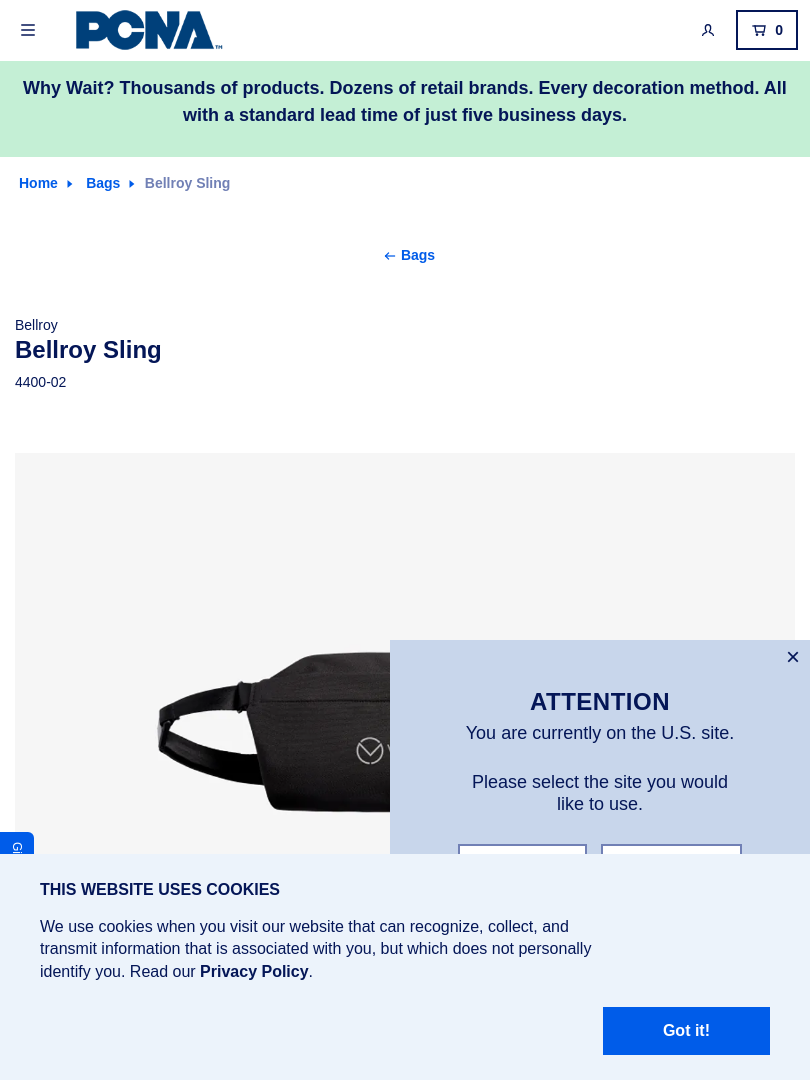 PCNA™
0
Why Wait? Thousands of products. Dozens of retail brands. Every decoration method. All
with a standard lead time of just five business days.
Home Bags Bellroy Sling
Bags
Bellroy
Bellroy Sling
4400-02
ATTENTION
You are currently on the U.S. site.
Please select the site you would
like to use.
THIS WEBSITE USES COOKIES
We use cookies when you visit our website that can recognize, collect, and
transmit information that is associated with you, but which does not personally
identify you. Read our Privacy Policy.
Got it!